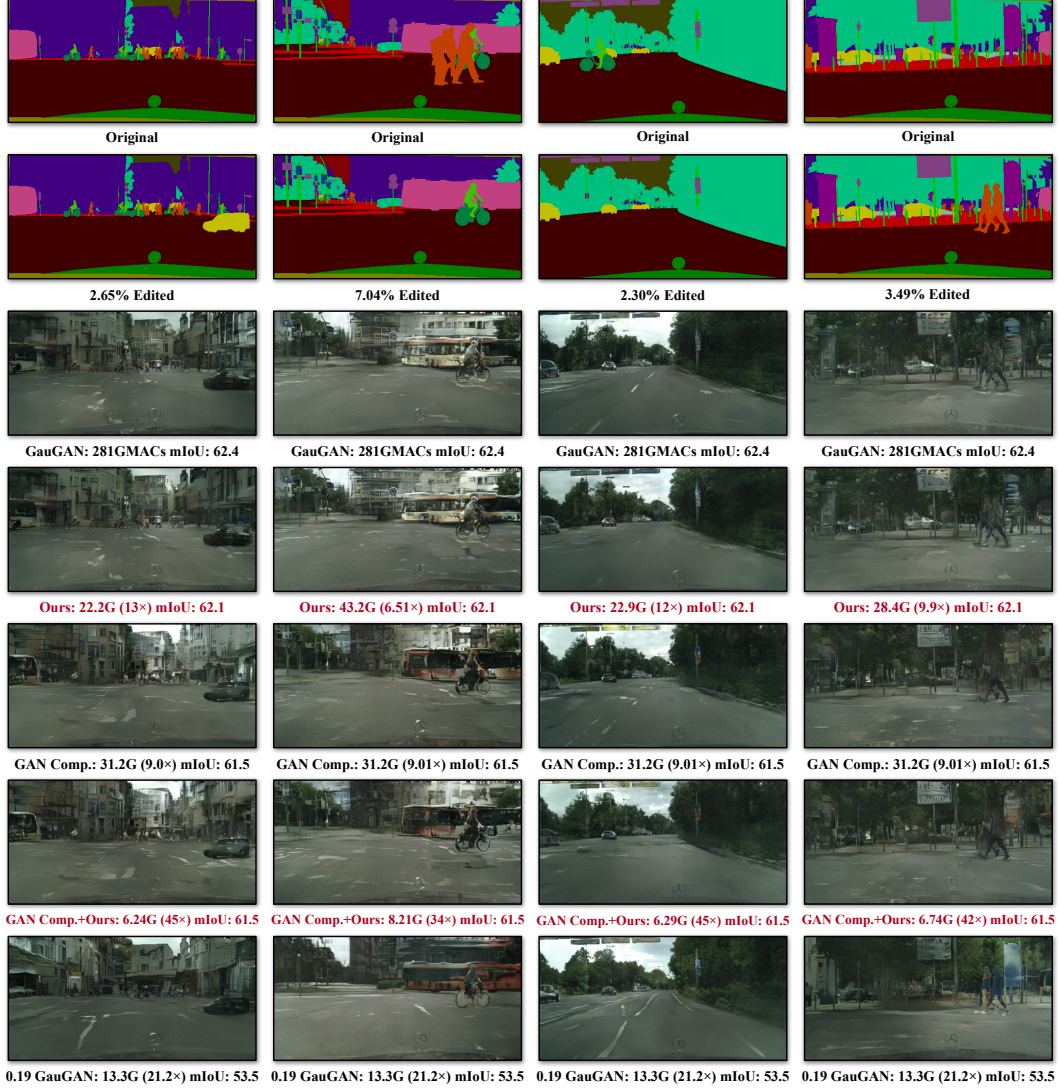 Original Original Original Original
2.65% Edited 7.04% Edited 2.30% Edited 3.49% Edited
GauGAN: 281GMACs mIoU: 62.4 GauGAN: 281GMACs mIoU: 62.4 GauGAN: 281GMACs mIoU: 62.4 GauGAN: 281GMACs mIoU: 62.4
Ours: 22.2G (13×) mIoU: 62.1 Ours: 43.2G (6.51×) mIoU: 62.1 Ours: 22.9G (12×) mIoU: 62.1 Ours: 28.4G (9.9×) mIoU: 62.1
GAN Comp.: 31.2G (9.0×) mIoU: 61.5 GAN Comp.: 31.2G (9.01×) mIoU: 61.5 GAN Comp.: 31.2G (9.01×) mIoU: 61.5 GAN Comp.: 31.2G (9.01×) mIoU: 61.5
GAN Comp.+Ours: 6.24G (45×) mIoU: 61.5 GAN Comp.+Ours: 8.21G (34×) mIoU: 61.5 GAN Comp.+Ours: 6.29G (45×) mIoU: 61.5 GAN Comp.+Ours: 6.74G (42×) mIoU: 61.5
0.19 GauGAN: 13.3G (21.2×) mIoU: 53.5 0.19 GauGAN: 13.3G (21.2×) mIoU: 53.5 0.19 GauGAN: 13.3G (21.2×) mIoU: 53.5 0.19 GauGAN: 13.3G (21.2×) mIoU: 53.5